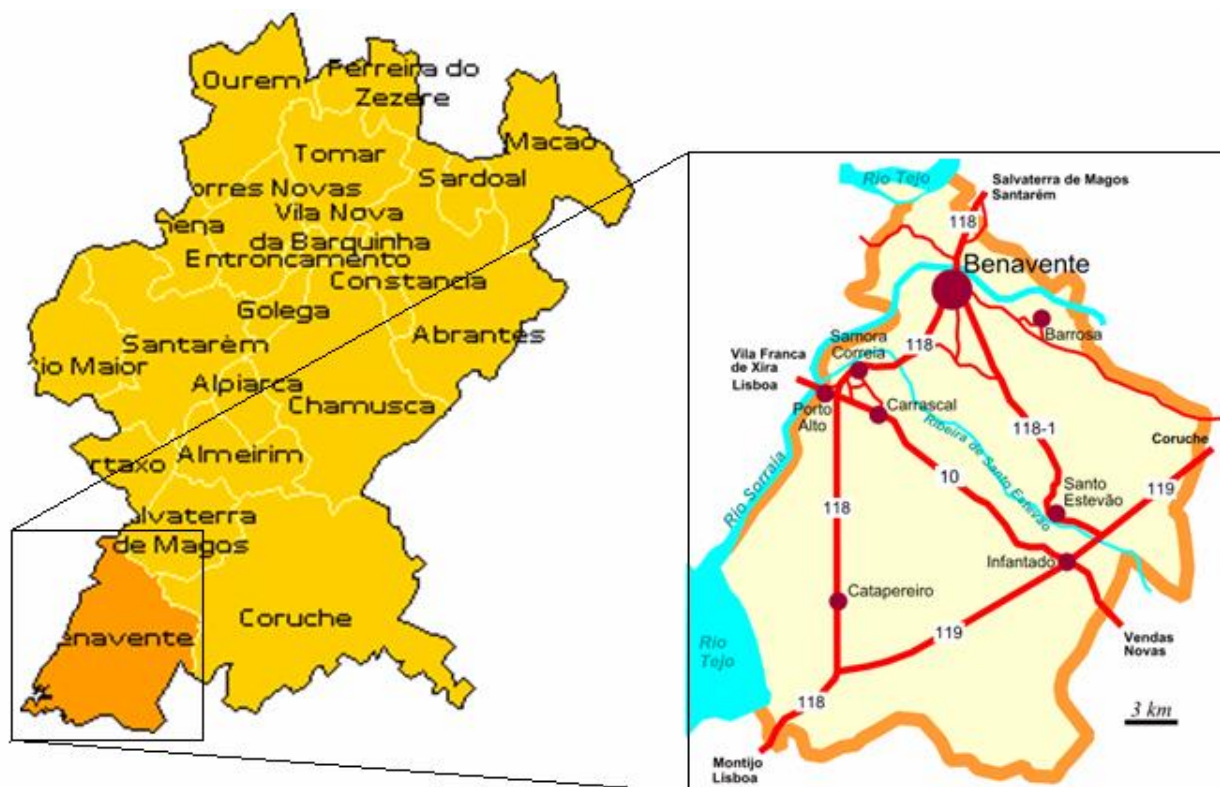 Ourem
Ferreira do
Zezere
Macao
Tomar
Sardoal
orres Novas
Vila Nova
da Barquinha
ena
Entroncamento
Constancia
Golega
Abrantes
Santarèm
io Maior
Alpiarca
Chamusca
rtaxo
Almeirim
alvaterra
de Magos
Coruche
enavente
Rio Tejo
Salvaterra de Magos
Santarém
118
Benavente
Barrosa
Samora
Correia
118
Vila Franca
de Xira
Lisboa
Porto
Alto
Carrascal
118-1
Coruche
Ribeira de Santo Estevão
Rio Sorraia
10
119
Santo
Estevão
118
Infantado
Catapereiro
119
Rio
Tejo
Vendas
Novas
118
3 km
Montijo
Lisboa